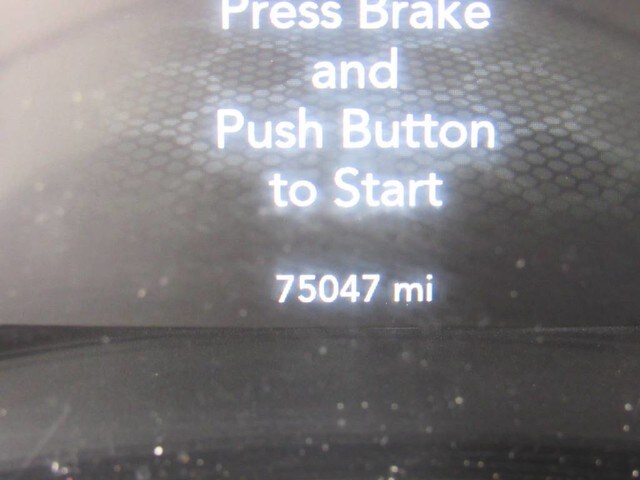 Press Brake
and
Push Button
to Start
75047 mi